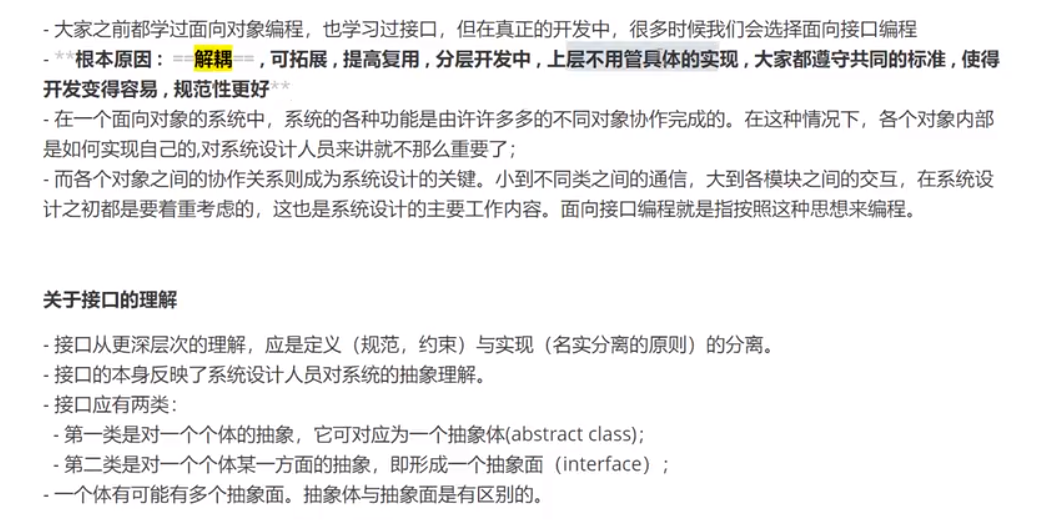 - 大家之前都学过面向对象编程，也学习过接口，但在真正的开发中，很多时候我们会选择面向接口编程
- **根本原因： ==解耦== , 可拓展 , 提高复用 , 分层开发中 , 上层不用管具体的实现 , 大家都遵守共同的标准 , 使得
开发变得容易 , 规范性更好**
- 在一个面向对象的系统中，系统的各种功能是由许许多多的不同对象协作完成的。在这种情况下，各个对象内部
是如何实现自己的,对系统设计人员来讲就不那么重要了；
- 而各个对象之间的协作关系则成为系统设计的关键。小到不同类之间的通信，大到各模块之间的交互，在系统设
计之初都是要着重考虑的，这也是系统设计的主要工作内容。面向接口编程就是指按照这种思想来编程。
关于接口的理解
- 接口从更深层次的理解，应是定义（规范，约束）与实现（名实分离的原则）的分离。
- 接口的本身反映了系统设计人员对系统的抽象理解。
- 接口应有两类：
- 第一类是对一个个体的抽象，它可对应为一个抽象体(abstract class)；
- 第二类是对一个个体某一方面的抽象，即形成一个抽象面（interface）；
- 一个体有可能有多个抽象面。抽象体与抽象面是有区别的。